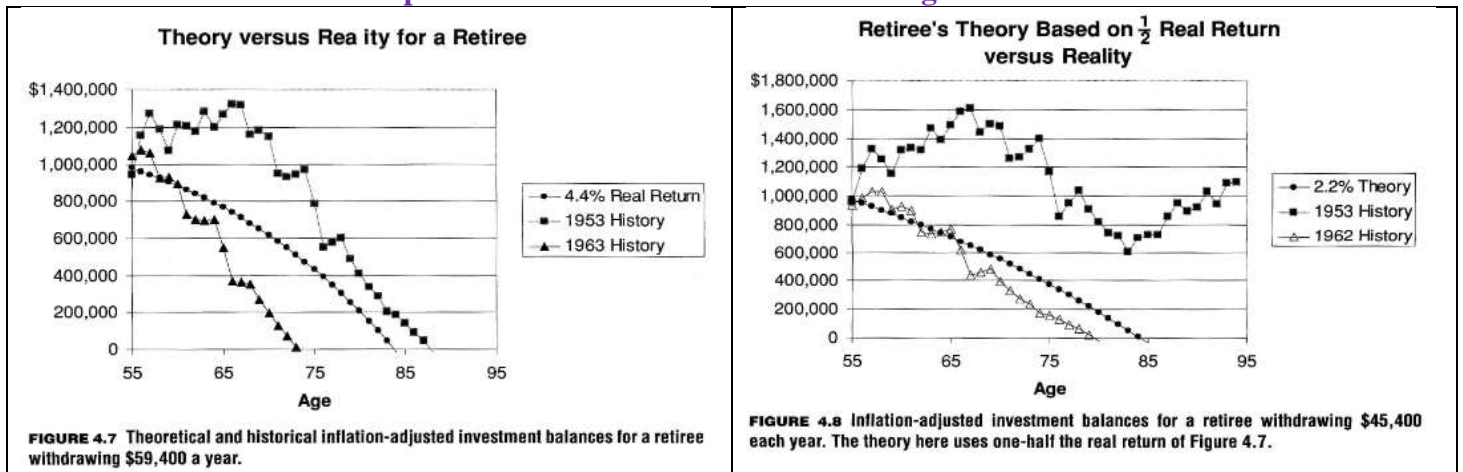 Theory versus Rea ity for a Retiree
$1,400,000
1,200,000
1,000,000
800,000
600,000
400,000
200,000
0
55
65
75
85
95
Age
4.4% Real Return
1953 History
1963 History
FIGURE 4.7 Theoretical and historical inflation-adjusted investment balances for a retiree
withdrawing $59,400 a year.
Retiree's Theory Based on 1/2 Real Return
versus Reality
$1,800,000
1,600,000
1,400,000
1,200,000
1,000,000
800,000
600,000
400,000
200,000
0
55
65
75
85
95
Age
2.2% Theory
1953 History
1962 History
FIGURE 4.8 Inflation-adjusted investment balances for a retiree withdrawing $45,400
each year. The theory here uses one-half the real return of Figure 4.7.